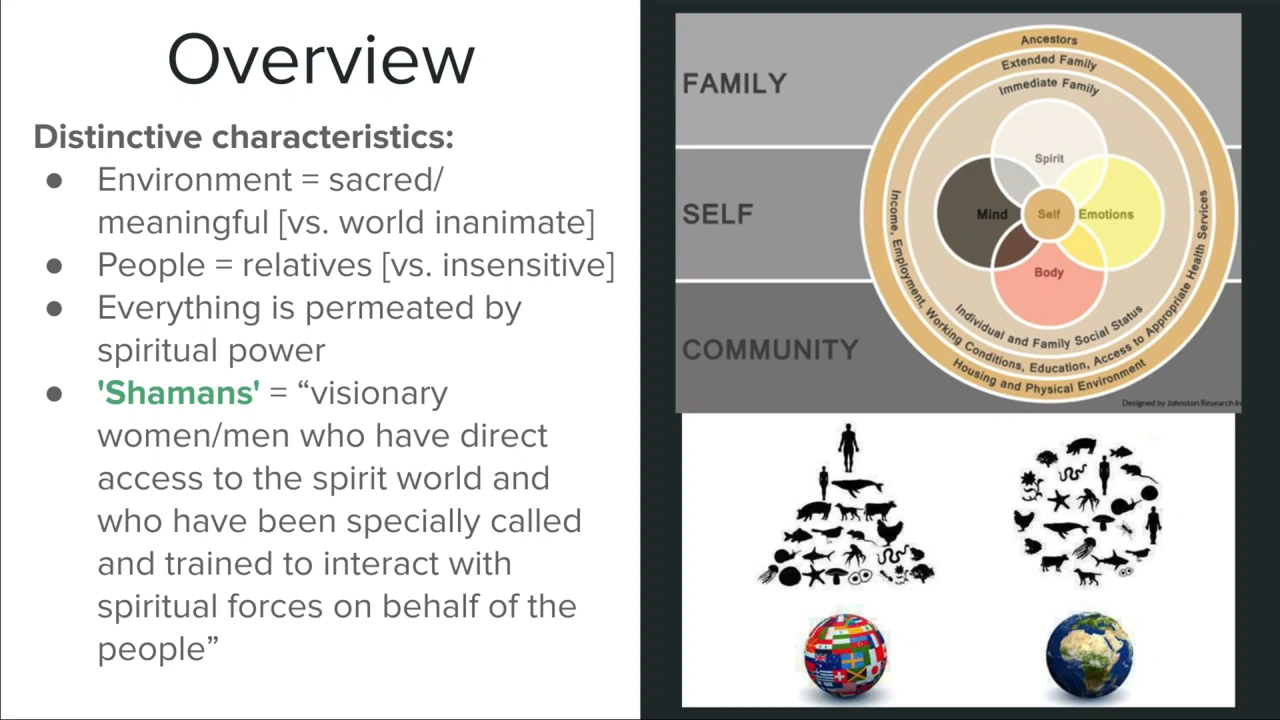 Overview
Distinctive characteristics:
● Environment = sacred/
meaningful [vs. world inanimate]
● People = relatives [vs. insensitive]
● Everything is permeated by
spiritual power
● 'Shamans' = “visionary
women/men who have direct
access to the spirit world and
who have been specially called
and trained to interact with
spiritual forces on behalf of the
people”
FAMILY
SELF
COMMUNITY
Ancestors
Extended Family
Immediate Family
Spirit
Mind
Self
Emotions
Body
Individual and Family Social Status
Income, Employment, Working Conditions, Education, Access to Appropriate Health Services
Housing and Physical Environment
Designed by Johnston Research In